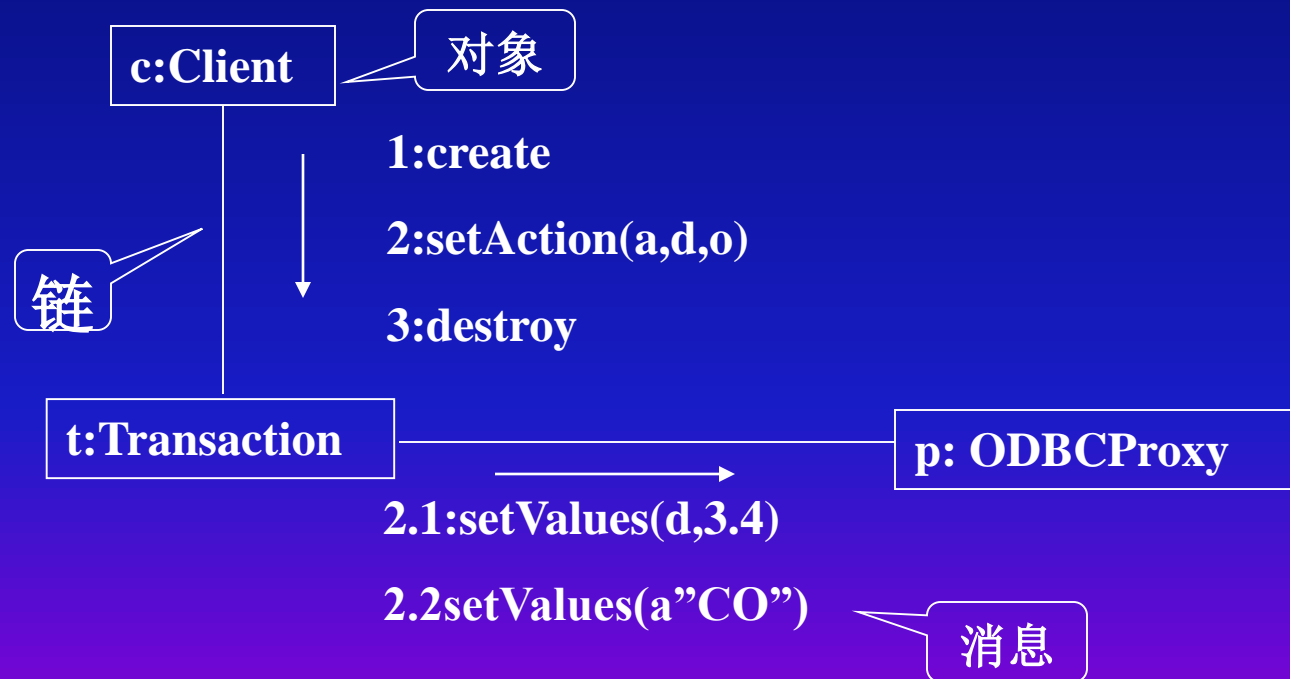 c:Client
对象
1:create
2:setAction(a,d,o)
链
3:destroy
t:Transaction
p: ODBCProxy
2.1:setValues(d,3.4)
2.2setValues(a”CO”)
消息